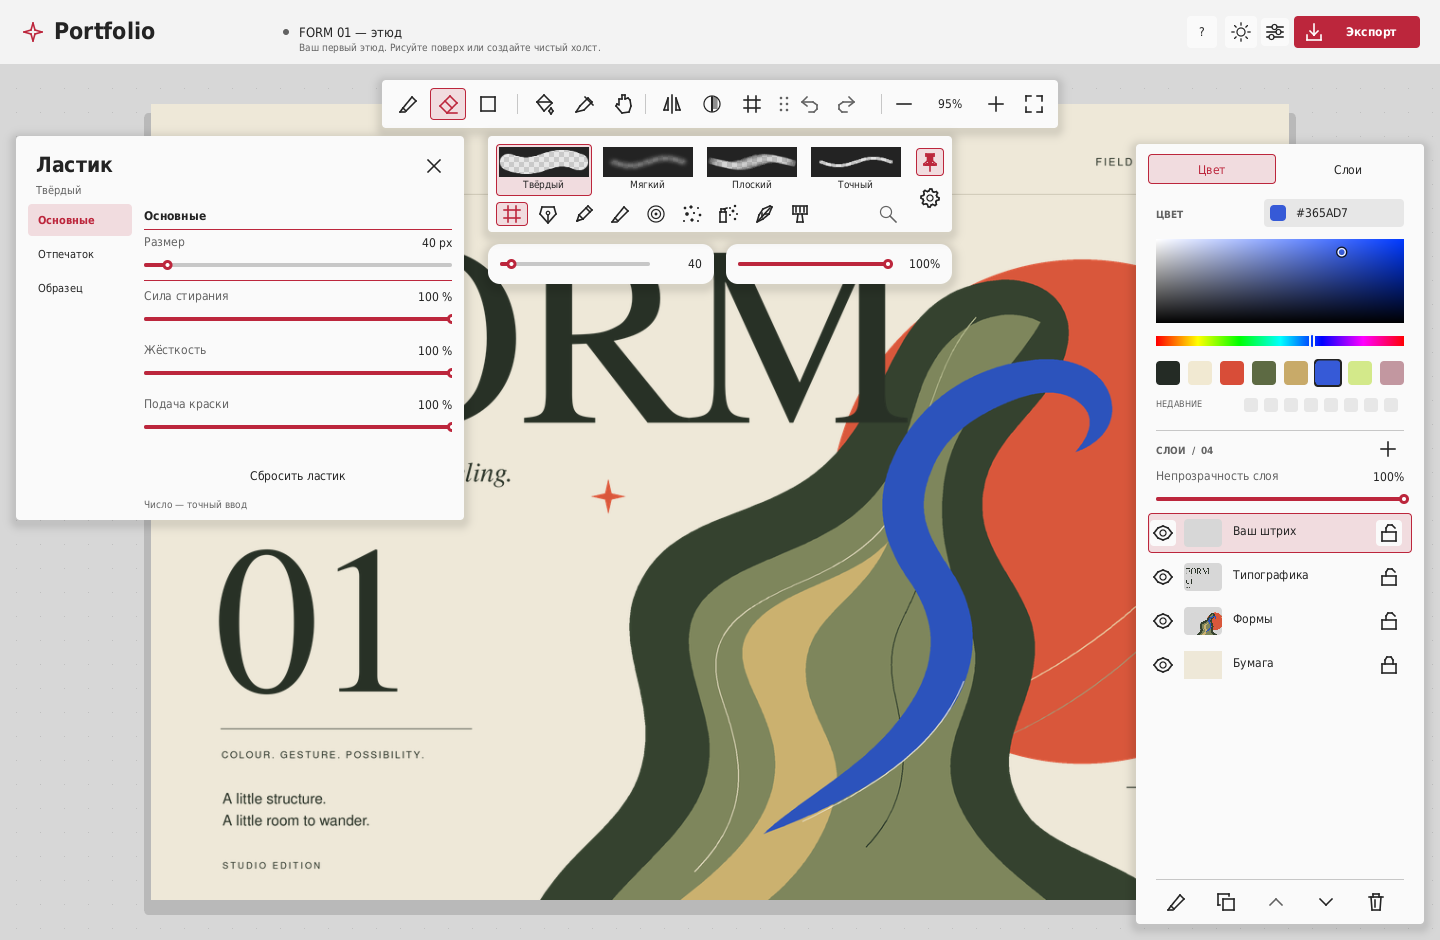 Portfolio
FORM 01 — этюд
Ваш первый этюд. Рисуйте поверх или создайте чистый холст.
?
Экспорт
95%
Ластик
Твёрдый
Основные
Отпечаток
Образец
Основные
Размер
40 px
Сила стирания
100 %
Жёсткость
100 %
Подача краски
100 %
Сбросить ластик
Число — точный ввод
Твёрдый
Мягкий
Плоский
Точный
40
100%
FIELD
ORM
ling.
01
COLOUR. GESTURE. POSSIBILITY.
A little structure.
A little room to wander.
STUDIO EDITION
Цвет
Слои
ЦВЕТ
#365AD7
НЕДАВНИЕ
СЛОИ / 04
Непрозрачность слоя
100%
Ваш штрих
FORM
01
Типографика
Формы
Бумага